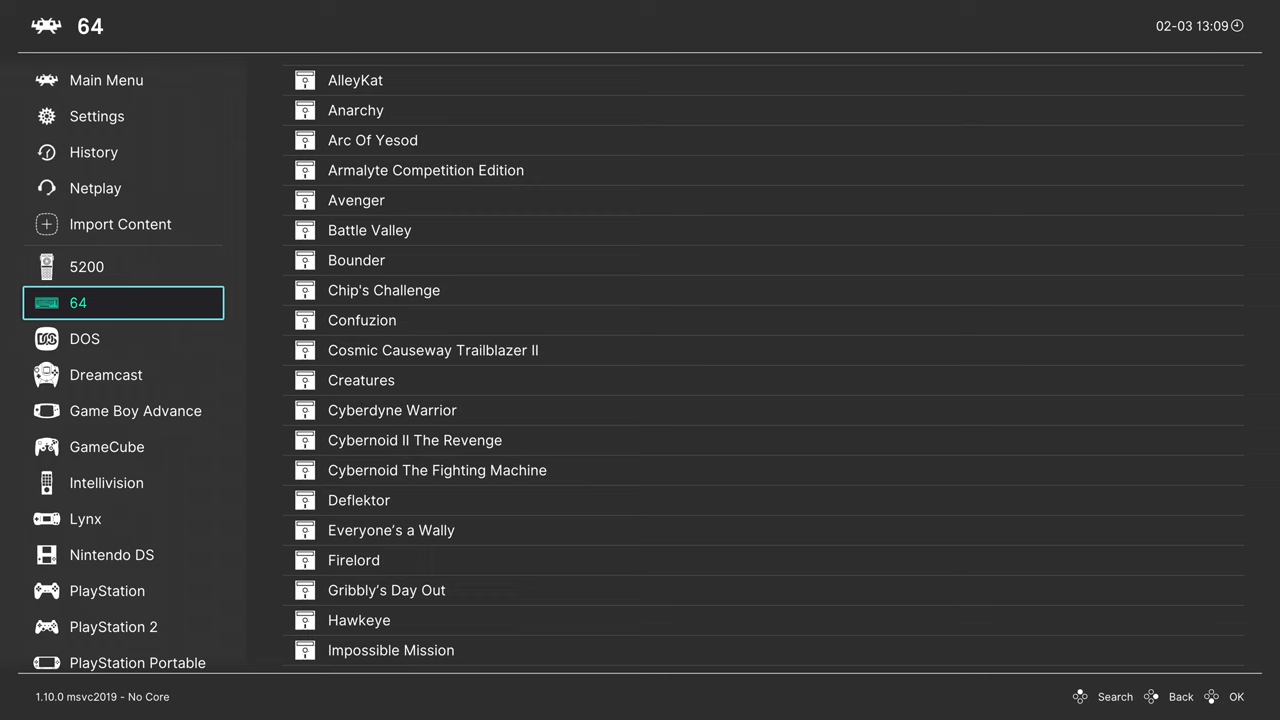 64
02-03 13:09
Main Menu
Settings
History
Netplay
Import Content
5200
64
DOS
Dreamcast
Game Boy Advance
GameCube
Intellivision
Lynx
Nintendo DS
PlayStation
PlayStation 2
PlayStation Portable
AlleyKat
Anarchy
Arc Of Yesod
Armalyte Competition Edition
Avenger
Battle Valley
Bounder
Chip's Challenge
Confuzion
Cosmic Causeway Trailblazer II
Creatures
Cyberdyne Warrior
Cybernoid II The Revenge
Cybernoid The Fighting Machine
Deflektor
Everyone's a Wally
Firelord
Gribbly's Day Out
Hawkeye
Impossible Mission
1.10.0 msvc2019 - No Core
Search Back OK